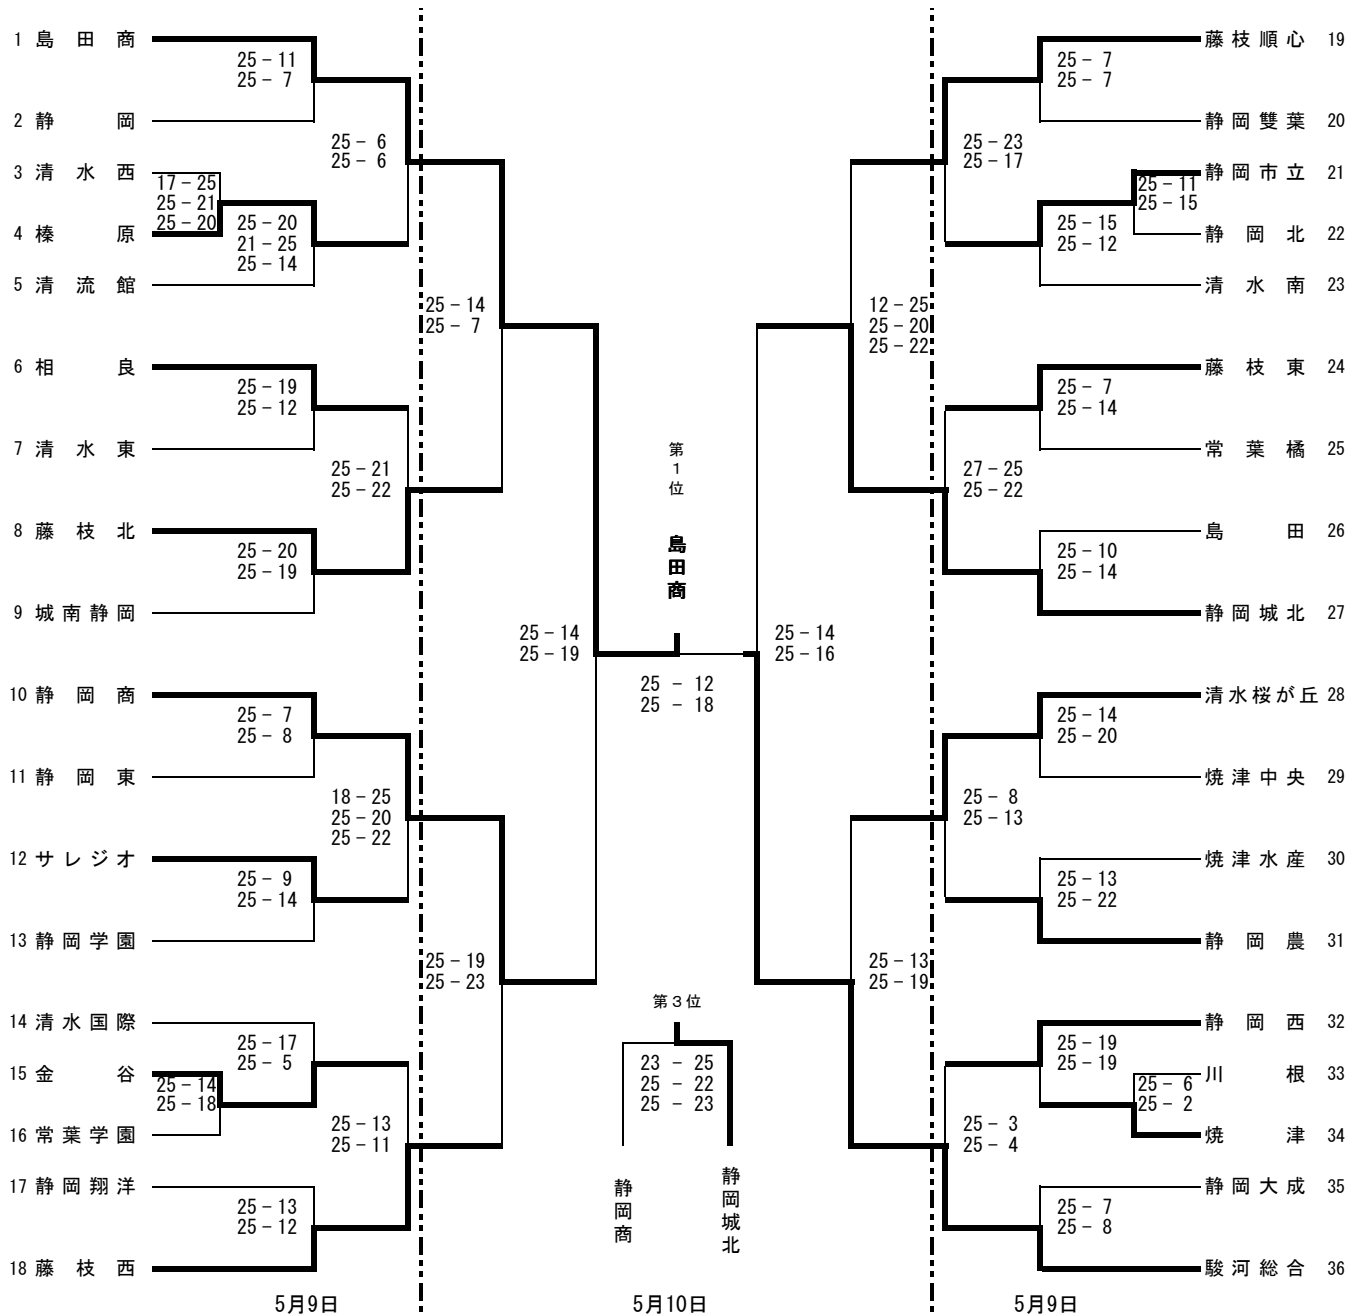 1 島田商
25－11
25－ 7
2 静岡
25－ 6
25－ 6
3 清水西
17－25
25－21
25－20
4 榛原
25－20
21－25
25－14
5 清流館
25－14
25－ 7
6 相良
25－19
25－12
7 清水東
25－21
25－22
8 藤枝北
25－20
25－19
9 城南静岡
25－14
25－19
10 静岡商
25－ 7
25－ 8
11 静岡東
18－25
25－20
25－22
12 サレジオ
25－ 9
25－14
13 静岡学園
25－19
25－23
14 清水国際
25－17
25－ 5
15 金谷
25－14
25－18
16 常葉学園
25－13
25－11
17 静岡翔洋
25－13
25－12
18 藤枝西
5月9日
第1位
島田商
25 － 12
25 － 18
第3位
23 － 25
25 － 22
25 － 23
静岡商
静岡城北
5月10日
藤枝順心 19
25－ 7
25－ 7
静岡雙葉 20
25－23
25－17
静岡市立 21
25－11
25－15
静岡北 22
25－15
25－12
清水南 23
12－25
25－20
25－22
藤枝東 24
25－ 7
25－14
常葉橘 25
27－25
25－22
島田 26
25－10
25－14
静岡城北 27
25－14
25－16
清水桜が丘 28
25－14
25－20
焼津中央 29
25－ 8
25－13
焼津水産 30
25－13
25－22
静岡農 31
25－13
25－19
静岡西 32
25－19
25－19
川根 33
25－ 6
25－ 2
焼津 34
25－ 3
25－ 4
静岡大成 35
25－ 7
25－ 8
駿河総合 36
5月9日